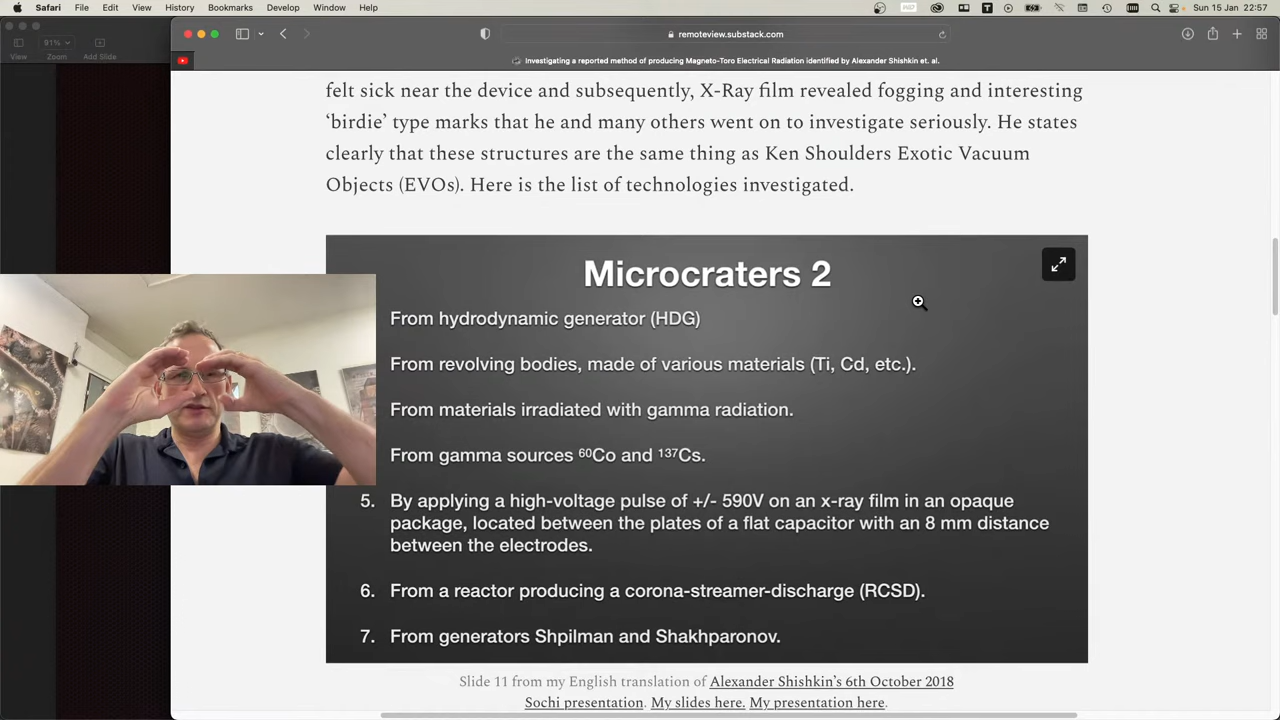 Safari File Edit View History Bookmarks Develop Window Help Sun 15 Jan 22:57
91%
View Zoom Add Slide
remoteview.substack.com
Investigating a reported method of producing Magneto-Toro Electrical Radiation identified by Alexander Shishkin et. al.
felt sick near the device and subsequently, X-Ray film revealed fogging and interesting
‘birdie’ type marks that he and many others went on to investigate seriously. He states
clearly that these structures are the same thing as Ken Shoulders Exotic Vacuum
Objects (EVOs). Here is the list of technologies investigated.
Microcraters 2
From hydrodynamic generator (HDG)
From revolving bodies, made of various materials (Ti, Cd, etc.).
From materials irradiated with gamma radiation.
From gamma sources ⁶⁰Co and ¹³⁷Cs.
5. By applying a high-voltage pulse of +/- 590V on an x-ray film in an opaque
package, located between the plates of a flat capacitor with an 8 mm distance
between the electrodes.
6. From a reactor producing a corona-streamer-discharge (RCSD).
7. From generators Shpilman and Shakhparonov.
Slide 11 from my English translation of Alexander Shishkin’s 6th October 2018
Sochi presentation. My slides here. My presentation here.